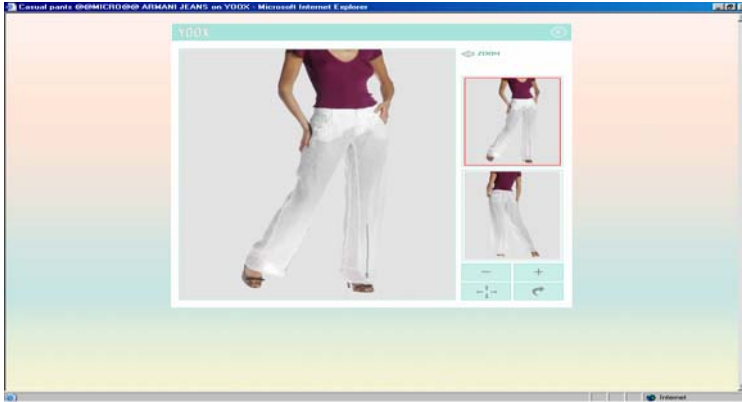 Casual pants @@MICRO@@ ARMANI JEANS on YOOX - Microsoft Internet Explorer
YOOX
ZOOM
Internet